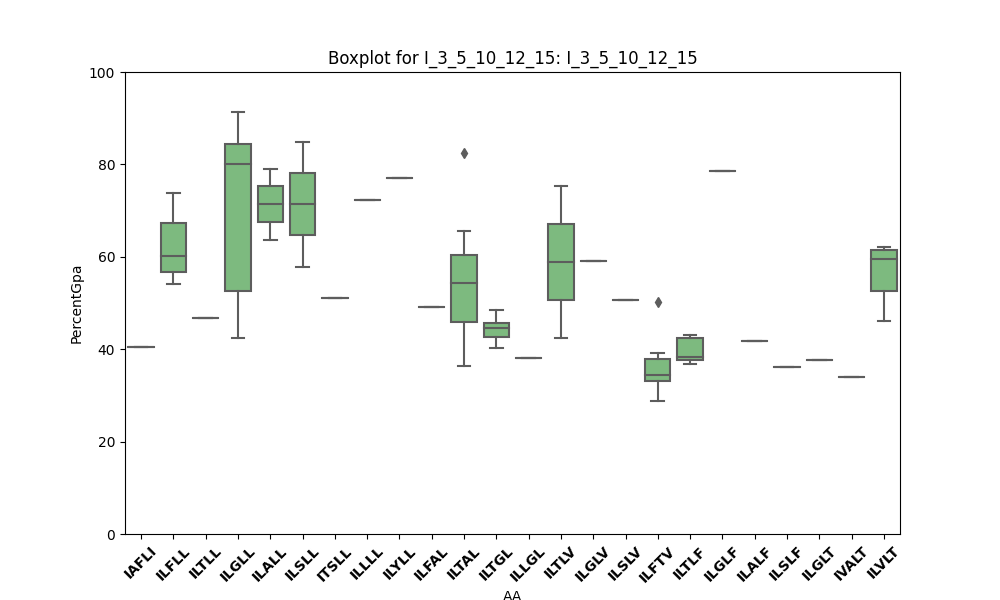 Boxplot for I_3_5_10_12_15: I_3_5_10_12_15
PercentGpa
100
80
60
40
20
0
IAFLI
ILFLL
ILTLL
ILGLL
ILALL
ILSLL
ITSLL
ILLLL
ILYLL
ILFAL
ILTAL
ILTGL
ILLGL
ILTLV
ILGLV
ILSLV
ILFTV
ILTLF
ILGLF
ILALF
ILSLF
ILGLT
IVALT
ILVLT
AA